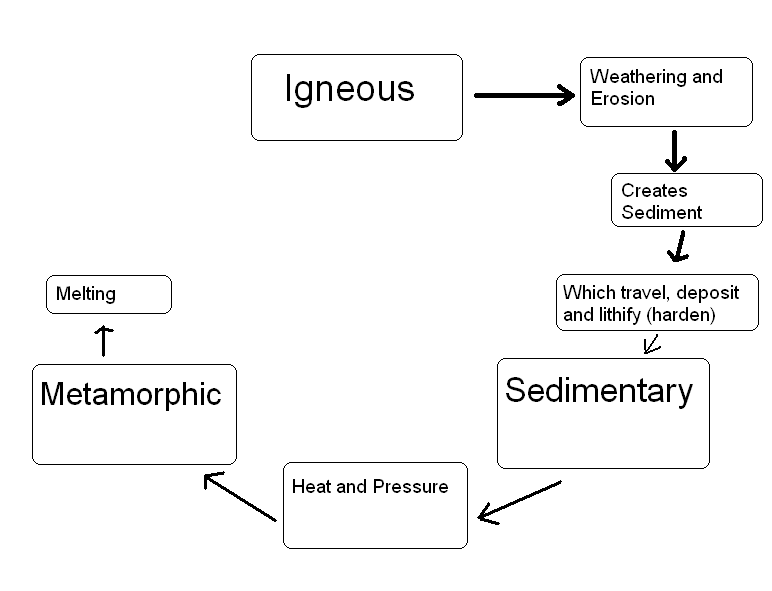 Igneous
Weathering and
Erosion
Creates
Sediment
Which travel, deposit
and lithify (harden)
Sedimentary
Heat and Pressure
Metamorphic
Melting